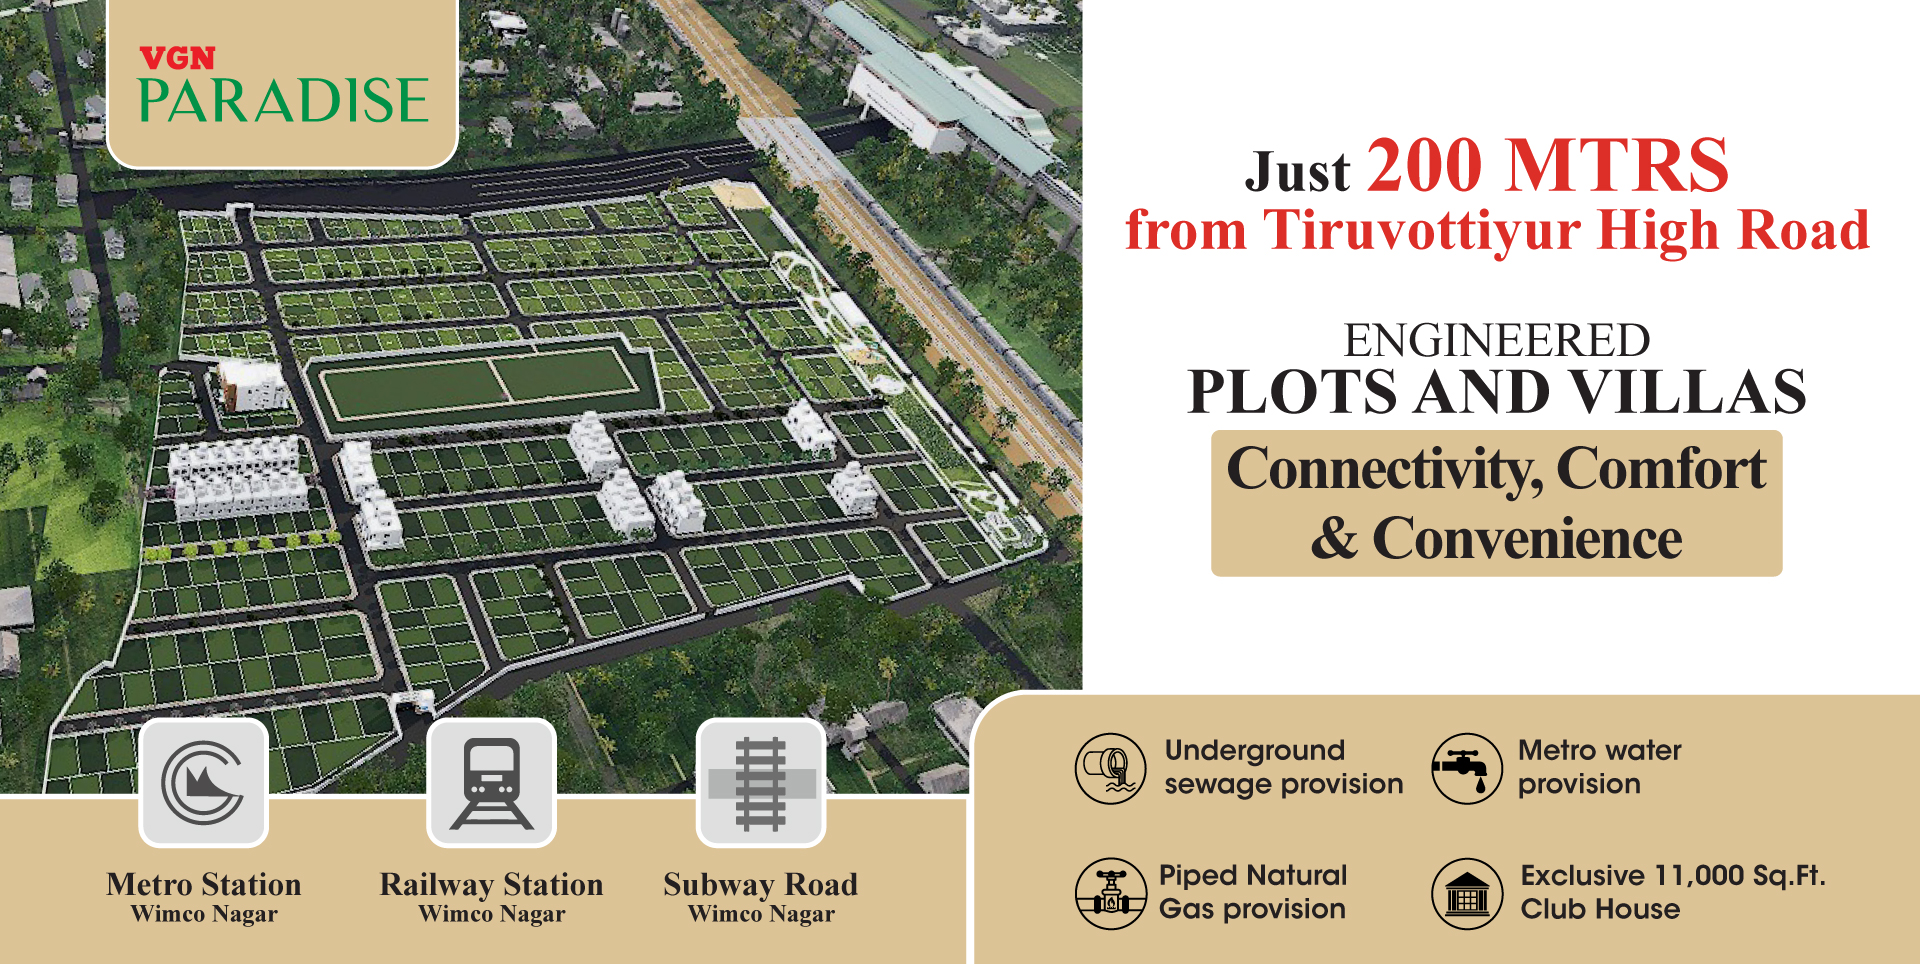 VGN
PARADISE
Just 200 MTRS
from Tiruvottiyur High Road
ENGINEERED
PLOTS AND VILLAS
Connectivity, Comfort
& Convenience
Metro Station
Wimco Nagar
Railway Station
Wimco Nagar
Subway Road
Wimco Nagar
Underground
sewage provision
Metro water
provision
Piped Natural
Gas provision
Exclusive 11,000 Sq.Ft.
Club House